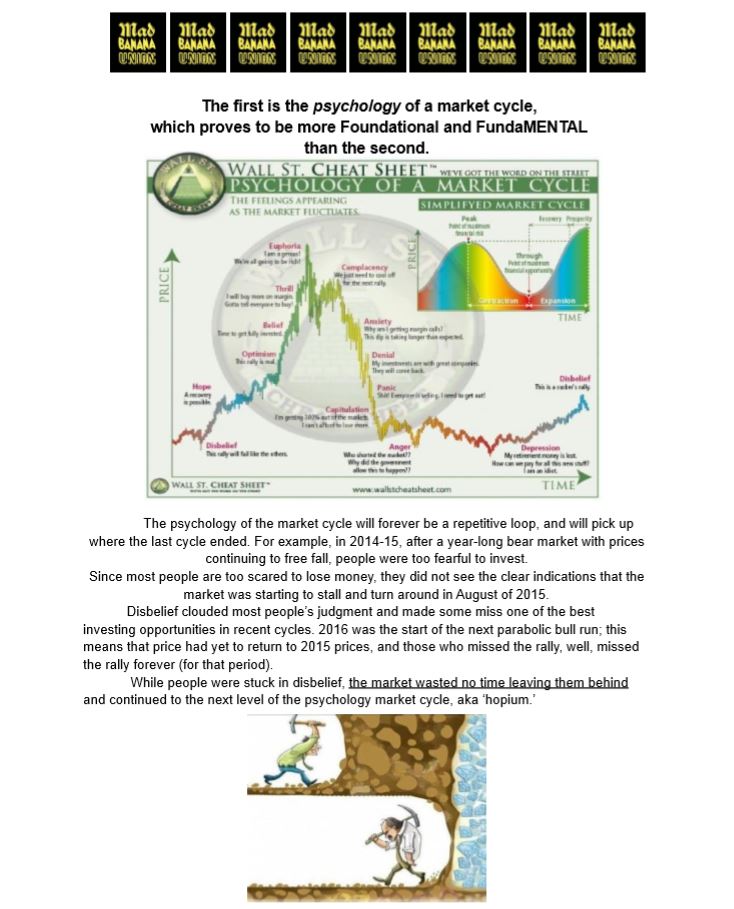 Mad Mad Mad Mad Mad Mad Mad Mad Mad
BANANA BANANA BANANA BANANA BANANA BANANA BANANA BANANA BANANA
UNION UNION UNION UNION UNION UNION UNION UNION UNION
The first is the psychology of a market cycle,
which proves to be more Foundational and FundaMENTAL
than the second.
WALL ST.
CHEAT SHEET
WALL ST. CHEAT SHEET™ WE'VE GOT THE WORD ON THE STREET
PSYCHOLOGY OF A MARKET CYCLE
THE FEELINGS APPEARING
AS THE MARKET FLUCTUATES.
SIMPLIFYED MARKET CYCLE
Peak
Point of maximum
financial risk
Recovery Prosperity
Through
Point of maximum
financial opportunity
Contraction
Expansion
PRICE
TIME
PRICE
Euphoria
I am a genius!
We're all going to be rich!
Complacency
We just need to cool off
for the next rally.
Thrill
I will buy more on margin.
Gotta tell everyone to buy!
Belief
Time to get fully invested.
Anxiety
Why am I getting margin calls?
This dip is taking longer than expected.
Optimism
This rally is real.
Denial
My investments are with great companies.
They will come back.
Hope
A recovery
is possible.
Panic
Shit! Everyone is selling. I need to get out!
Disbelief
This is a sucker's rally.
Capitulation
I'm getting 100% out of the markets.
I can't afford to lose more.
Disbelief
This rally will fail like the others.
Anger
Who shorted the market??
Why did the government
allow this to happen??
Depression
My retirement money is lost.
How can we pay for all this new stuff?
I am an idiot.
WALL ST. CHEAT SHEET™
WE'VE GOT THE WORD ON THE STREET
www.wallstcheatsheet.com
TIME
The psychology of the market cycle will forever be a repetitive loop, and will pick up
where the last cycle ended. For example, in 2014-15, after a year-long bear market with prices
continuing to free fall, people were too fearful to invest.
Since most people are too scared to lose money, they did not see the clear indications that the
market was starting to stall and turn around in August of 2015.
Disbelief clouded most people's judgment and made some miss one of the best
investing opportunities in recent cycles. 2016 was the start of the next parabolic bull run; this
means that price had yet to return to 2015 prices, and those who missed the rally, well, missed
the rally forever (for that period).
While people were stuck in disbelief, the market wasted no time leaving them behind
and continued to the next level of the psychology market cycle, aka ‘hopium.’